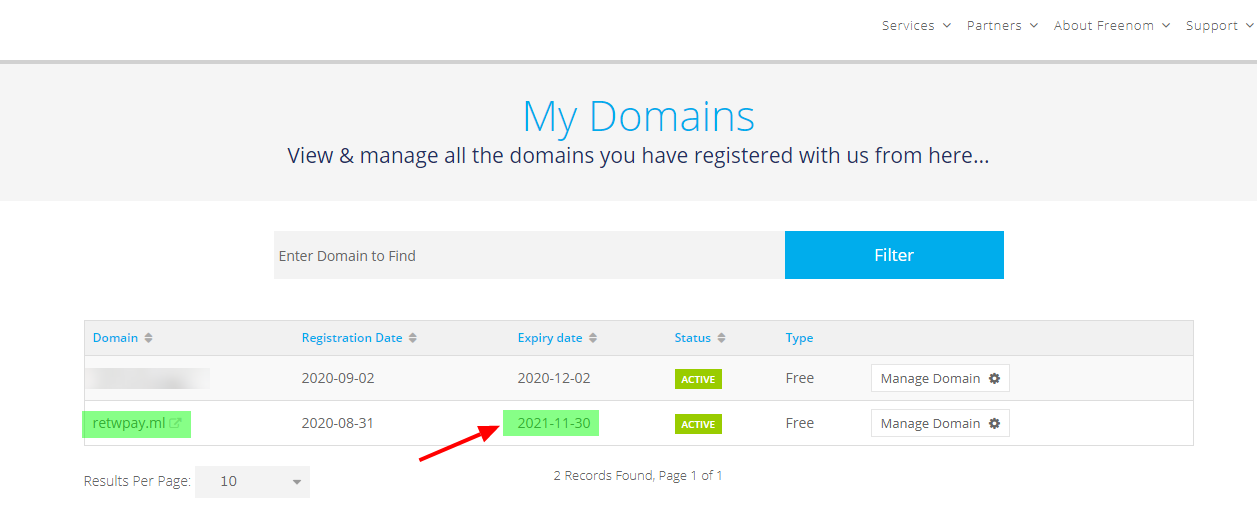 Services Partners About Freenom Support
My Domains
View & manage all the domains you have registered with us from here...
Enter Domain to Find Filter
Domain Registration Date Expiry date Status Type
2020-09-02 2020-12-02 ACTIVE Free Manage Domain
retwpay.ml 2020-08-31 2021-11-30 ACTIVE Free Manage Domain
Results Per Page: 10 2 Records Found, Page 1 of 1